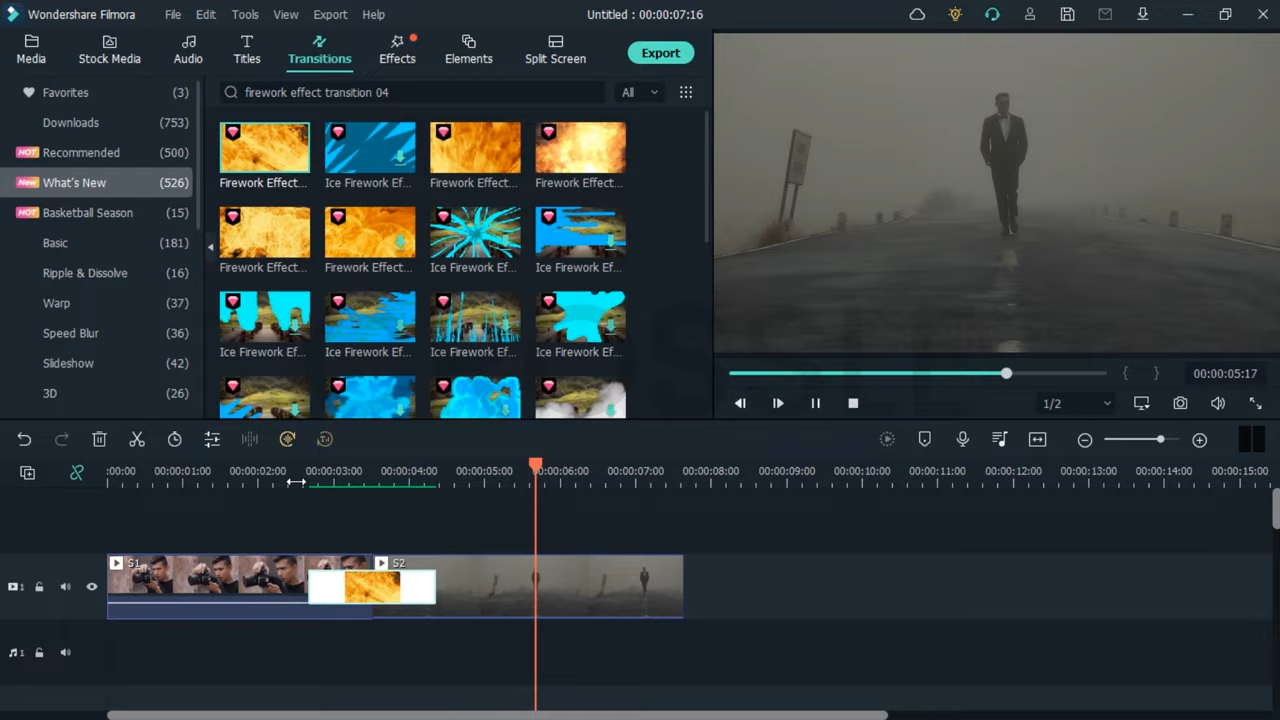 Wondershare Filmora File Edit Tools View Export Help Untitled : 00:00:07:16
Media Stock Media Audio Titles Transitions Effects Elements Split Screen Export
Favorites (3)
Downloads (753)
HOT Recommended (500)
New What's New (526)
HOT Basketball Season (15)
Basic (181)
Ripple & Dissolve (16)
Warp (37)
Speed Blur (36)
Slideshow (42)
3D (26)
firework effect transition 04 All
Firework Effect... Ice Firework Ef... Firework Effect... Firework Effect...
Firework Effect... Firework Effect... Ice Firework Ef... Ice Firework Ef...
Ice Firework Ef... Ice Firework Ef... Ice Firework Ef... Ice Firework Ef...
{ } 00:00:05:17
1/2
:00:00 00:00:01:00 00:00:02:00 00:00:03:00 00:00:04:00 00:00:05:00 00:00:06:00 00:00:07:00 00:00:08:00 00:00:09:00 00:00:10:00 00:00:11:00 00:00:12:00 00:00:13:00 00:00:14:00 00:00:15:00
S1 S2
1
1